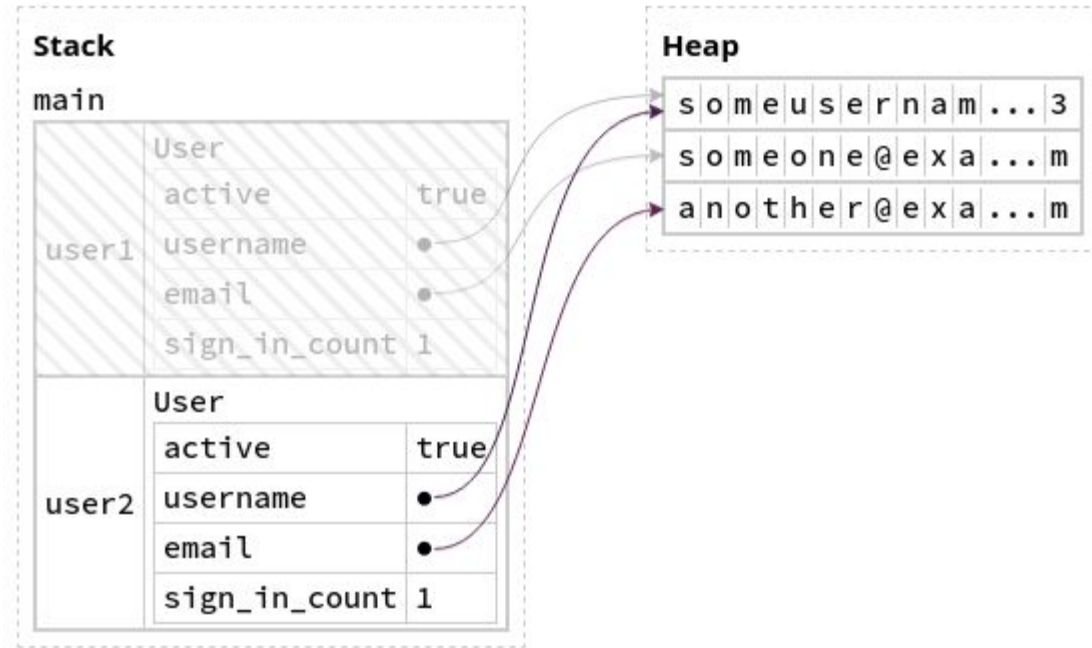 Stack
main
user1
User
active true
username
email
sign_in_count 1
user2
User
active true
username
email
sign_in_count 1
Heap
someusernam...3
someone@exa...m
another@exa...m